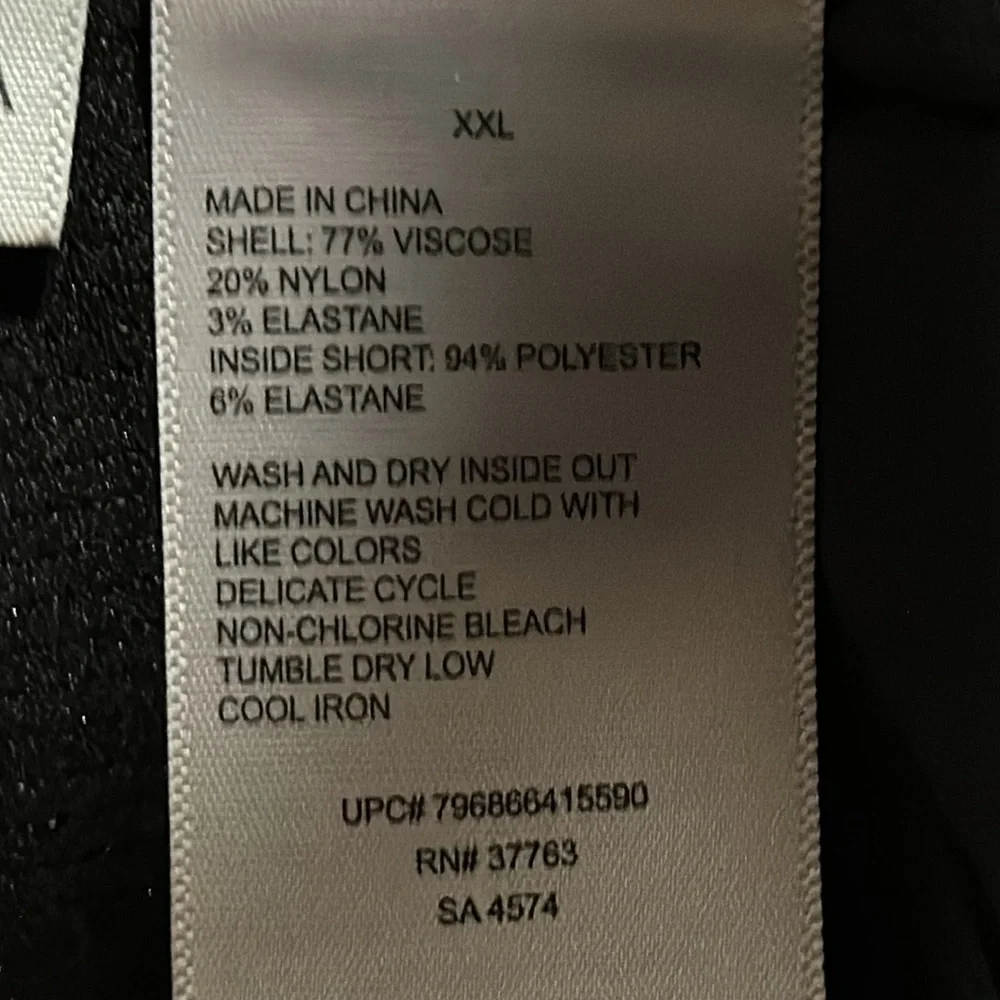 XXL
MADE IN CHINA
SHELL: 77% VISCOSE
20% NYLON
3% ELASTANE
INSIDE SHORT: 94% POLYESTER
6% ELASTANE
WASH AND DRY INSIDE OUT
MACHINE WASH COLD WITH
LIKE COLORS
DELICATE CYCLE
NON-CHLORINE BLEACH
TUMBLE DRY LOW
COOL IRON
UPC# 796866415590
RN# 37763
SA 4574